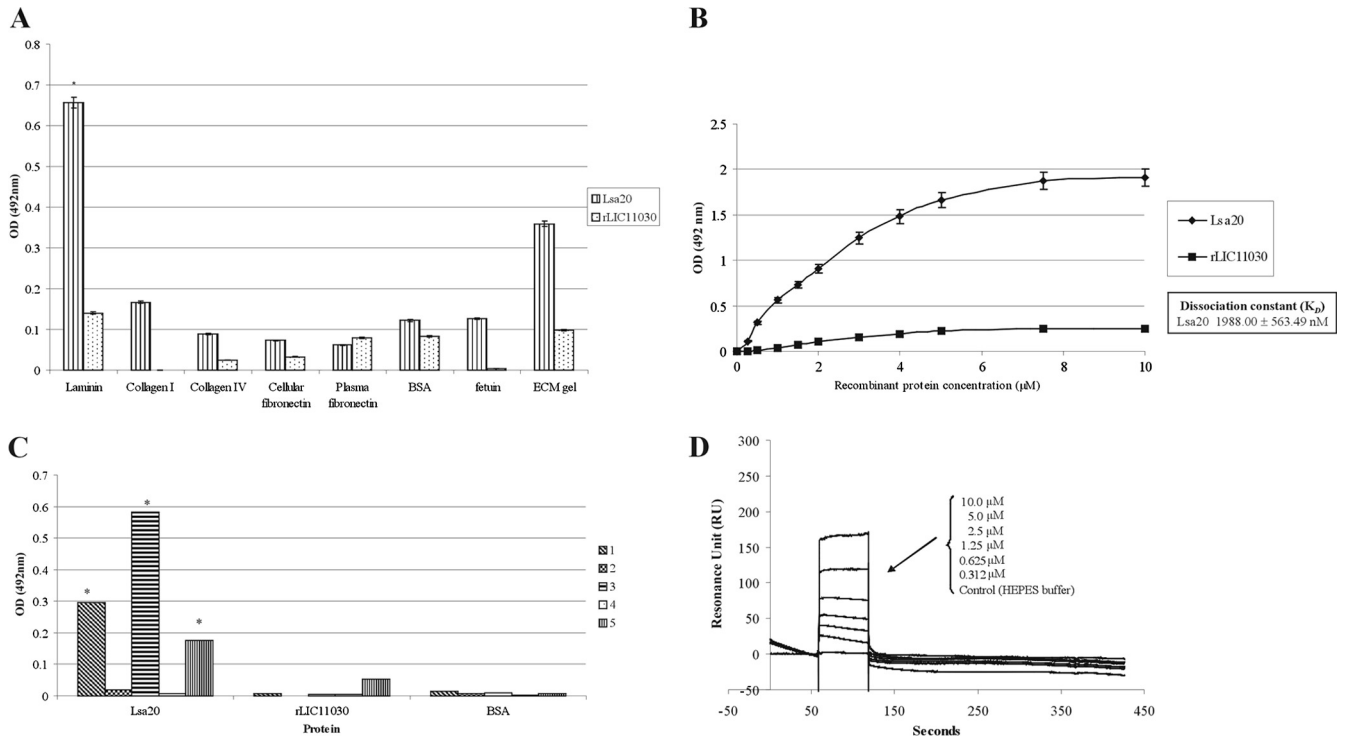 A
0.8
0.7
0.6
0.5
0.4
0.3
0.2
0.1
0
OD (492nm)
*
Laminin
Collagen I
Collagen IV
Cellular
fibronectin
Plasma
fibronectin
BSA
fetuin
ECM gel
Lsa20
rLIC11030
B
2.5
2
1.5
1
0.5
0
OD (492 nm)
0
2
4
6
8
10
Recombinant protein concentration (µM)
Lsa20
rLIC11030
Dissociation constant (KD)
Lsa20 1988.00 ± 563.49 nM
C
0.7
0.6
0.5
0.4
0.3
0.2
0.1
0
OD (492nm)
*
*
*
Lsa20
rLIC11030
BSA
Protein
1
2
3
4
5
D
300
250
200
150
100
50
0
-50
Resonance Unit (RU)
-50
50
150
250
350
450
Seconds
10.0 µM
5.0 µM
2.5 µM
1.25 µM
0.625 µM
0.312 µM
Control (HEPES buffer)